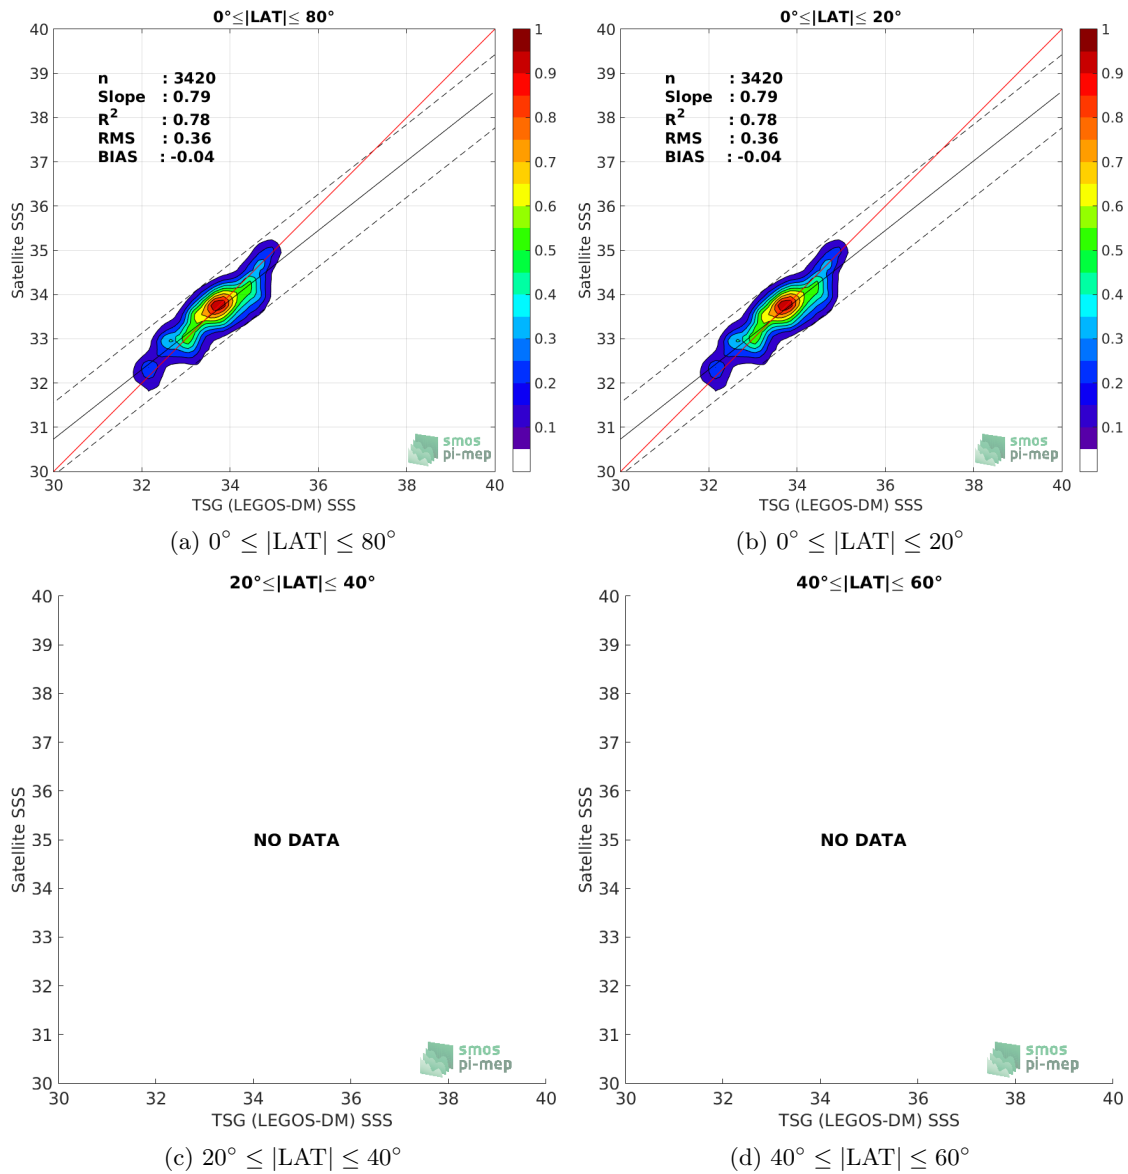 0°≤|LAT|≤ 80°
40
39
38
37
36
35
34
33
32
31
30
Satellite SSS
n : 3420
Slope : 0.79
R² : 0.78
RMS : 0.36
BIAS : -0.04
smos
pi-mep
30 32 34 36 38 40
TSG (LEGOS-DM) SSS
1
0.9
0.8
0.7
0.6
0.5
0.4
0.3
0.2
0.1
(a) 0° ≤ |LAT| ≤ 80°
0°≤|LAT|≤ 20°
40
39
38
37
36
35
34
33
32
31
30
Satellite SSS
n : 3420
Slope : 0.79
R² : 0.78
RMS : 0.36
BIAS : -0.04
smos
pi-mep
30 32 34 36 38 40
TSG (LEGOS-DM) SSS
1
0.9
0.8
0.7
0.6
0.5
0.4
0.3
0.2
0.1
(b) 0° ≤ |LAT| ≤ 20°
20°≤|LAT|≤ 40°
40
39
38
37
36
35
34
33
32
31
30
Satellite SSS
NO DATA
smos
pi-mep
30 32 34 36 38 40
TSG (LEGOS-DM) SSS
(c) 20° ≤ |LAT| ≤ 40°
40°≤|LAT|≤ 60°
40
39
38
37
36
35
34
33
32
31
30
Satellite SSS
NO DATA
smos
pi-mep
30 32 34 36 38 40
TSG (LEGOS-DM) SSS
(d) 40° ≤ |LAT| ≤ 60°